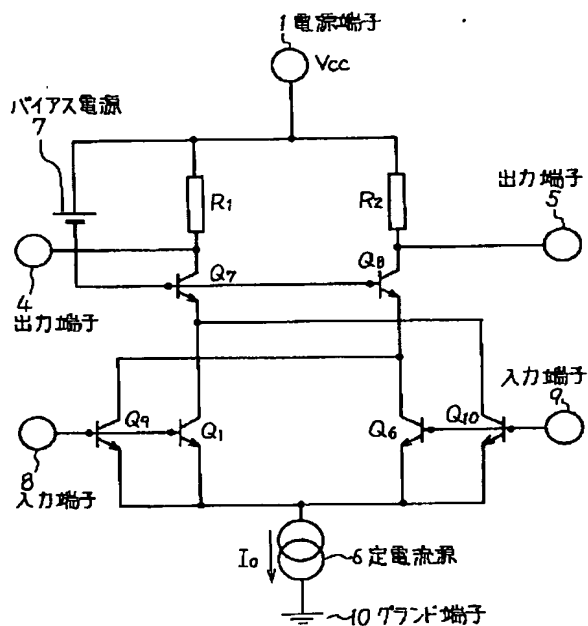 1 電源端子
Vcc
バイアス電源
7
R1
R2
出力端子
5
Q7
Q8
4
出力端子
入力端子
9
Q9
Q1
Q6
Q10
8
入力端子
I0
6 定電流源
10 グランド端子